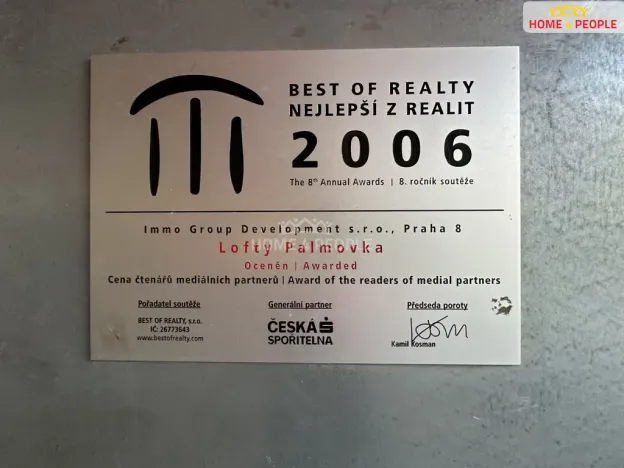 HOME & PEOPLE
BEST OF REALTY
NEJLEPŠÍ Z REALIT
2006
The 8th Annual Awards | 8. ročník soutěže
Immo Group Development s.r.o., Praha 8
HOME & PEOPLE
Lofty Palmovka
Oceněn | Awarded
Cena čtenářů mediálních partnerů | Award of the readers of medial partners
Pořadatel soutěže
BEST OF REALTY, s.r.o.
IČ: 26773643
www.bestofrealty.com
Generální partner
ČESKÁ
SPOŘITELNA
Předseda poroty
Kamil Kosman